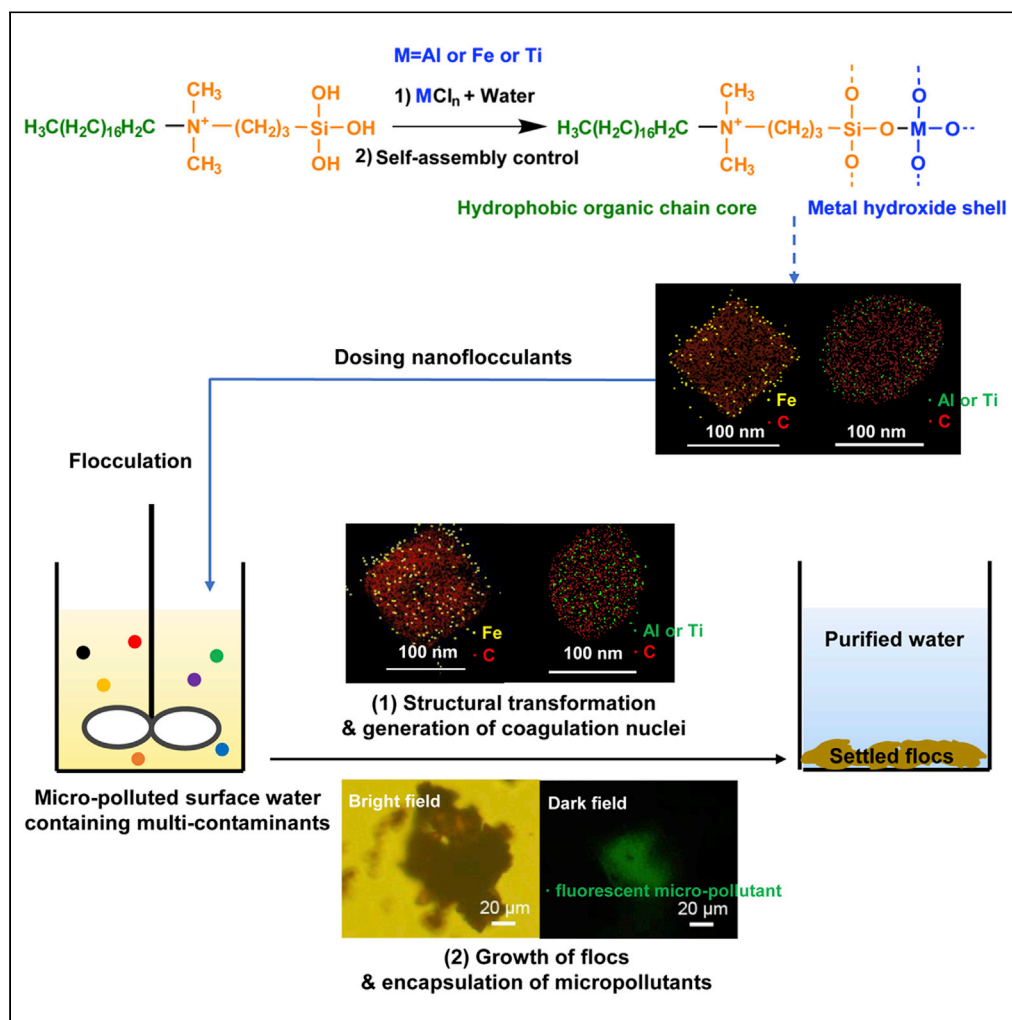 M=Al or Fe or Ti
1) MCln + Water
2) Self-assembly control
CH3
OH
H3C(H2C)16H2C N+ (CH2)3 Si OH
CH3
OH
CH3
O
O
H3C(H2C)16H2C N+ (CH2)3 Si O M O
CH3
O
O
Hydrophobic organic chain core
Metal hydroxide shell
· Fe
· C
100 nm
· Al or Ti
· C
100 nm
Dosing nanoflocculants
Flocculation
· Fe
· C
100 nm
· Al or Ti
· C
100 nm
(1) Structural transformation
& generation of coagulation nuclei
Purified water
Settled flocs
Micro-polluted surface water
containing multi-contaminants
Bright field
20 µm
Dark field
· fluorescent micro-pollutant
20 µm
(2) Growth of flocs
& encapsulation of micropollutants